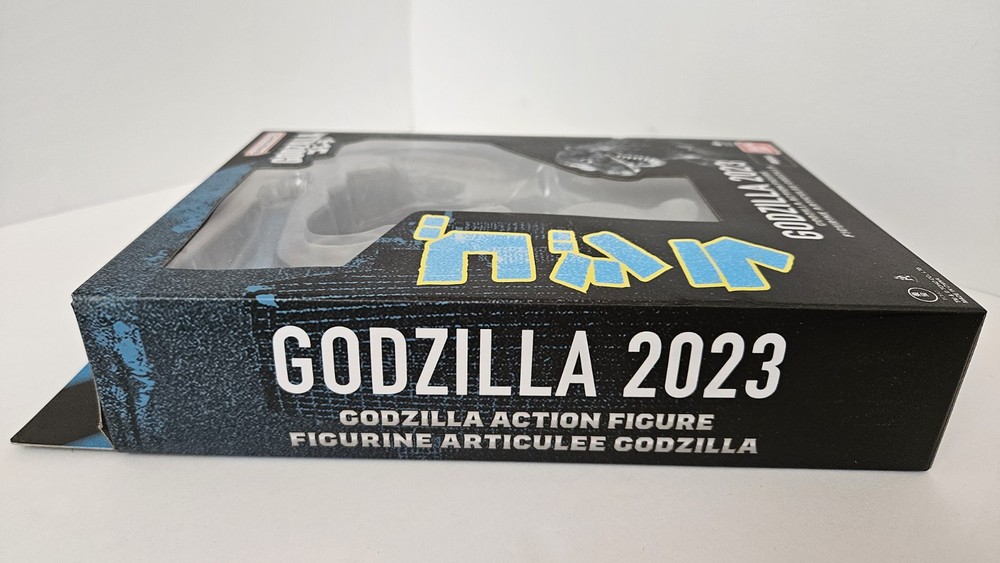 GODZILLA 2023
GODZILLA ACTION FIGURE
FIGURINE ARTICULEE GODZILLA
ゴジラ
GODZILLA 2023